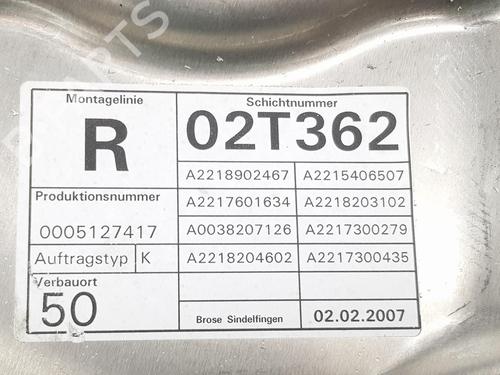 Montagelinie
R
Schichtnummer
02T362
A2218902467 A2215406507
A2217601634 A2218203102
Produktionsnummer
0005127417
A0038207126 A2217300279
Auftragstyp K
A2218204602 A2217300435
Verbauort
50
Brose Sindelfingen 02.02.2007